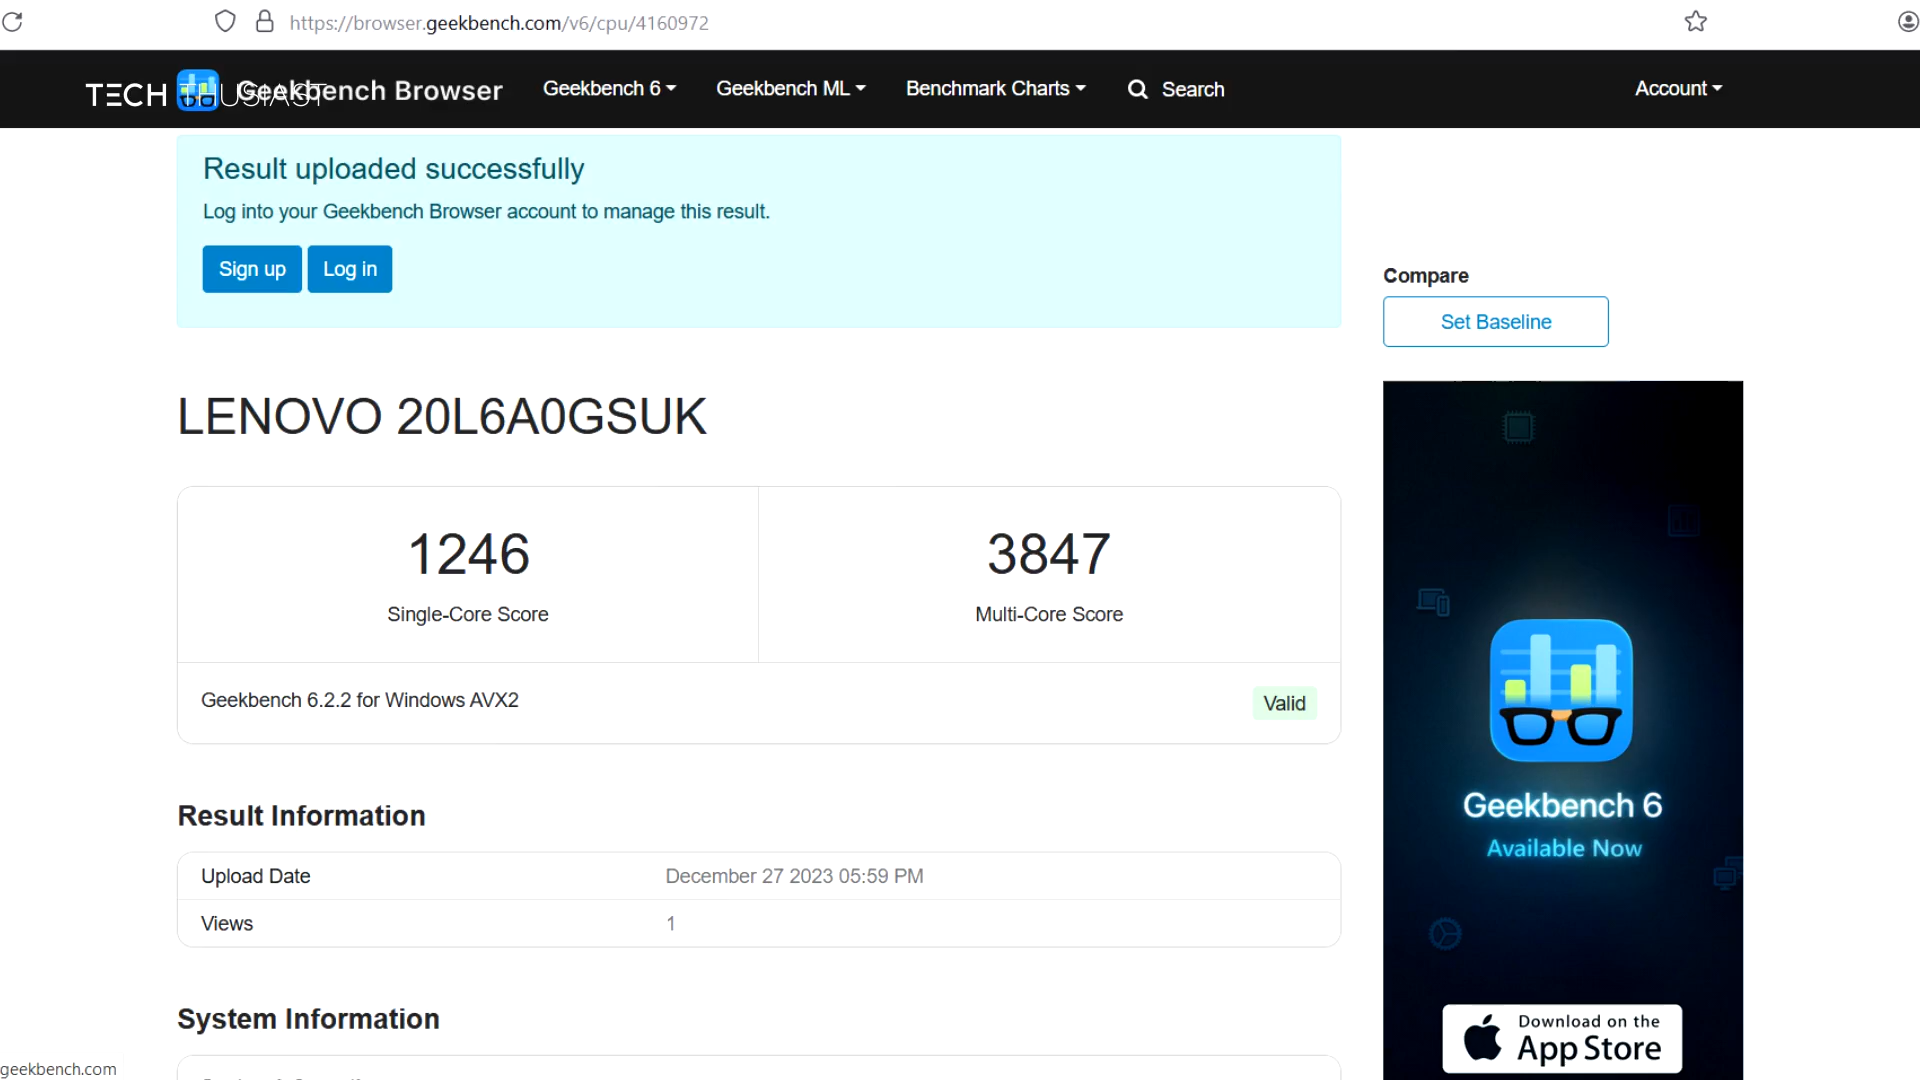 https://browser.geekbench.com/v6/cpu/4160972
TECH
Geekbench Browser
Geekbench 6
Geekbench ML
Benchmark Charts
Search
Account
Result uploaded successfully
Log into your Geekbench Browser account to manage this result.
Sign up
Log in
Compare
Set Baseline
LENOVO 20L6A0GSUK
1246
3847
Single-Core Score
Multi-Core Score
Geekbench 6.2.2 for Windows AVX2
Valid
Geekbench 6
Available Now
Result Information
Upload Date
December 27 2023 05:59 PM
Views
1
System Information
Download on the
App Store
geekbench.com